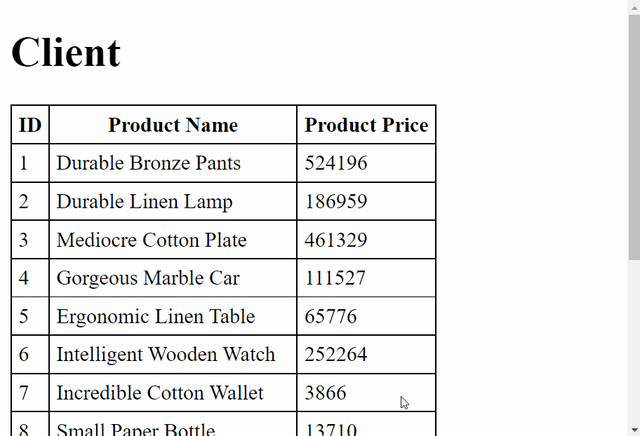 Client
ID Product Name Product Price
1 Durable Bronze Pants 524196
2 Durable Linen Lamp 186959
3 Mediocre Cotton Plate 461329
4 Gorgeous Marble Car 111527
5 Ergonomic Linen Table 65776
6 Intelligent Wooden Watch 252264
7 Incredible Cotton Wallet 3866
8 Small Paper Bottle 13710